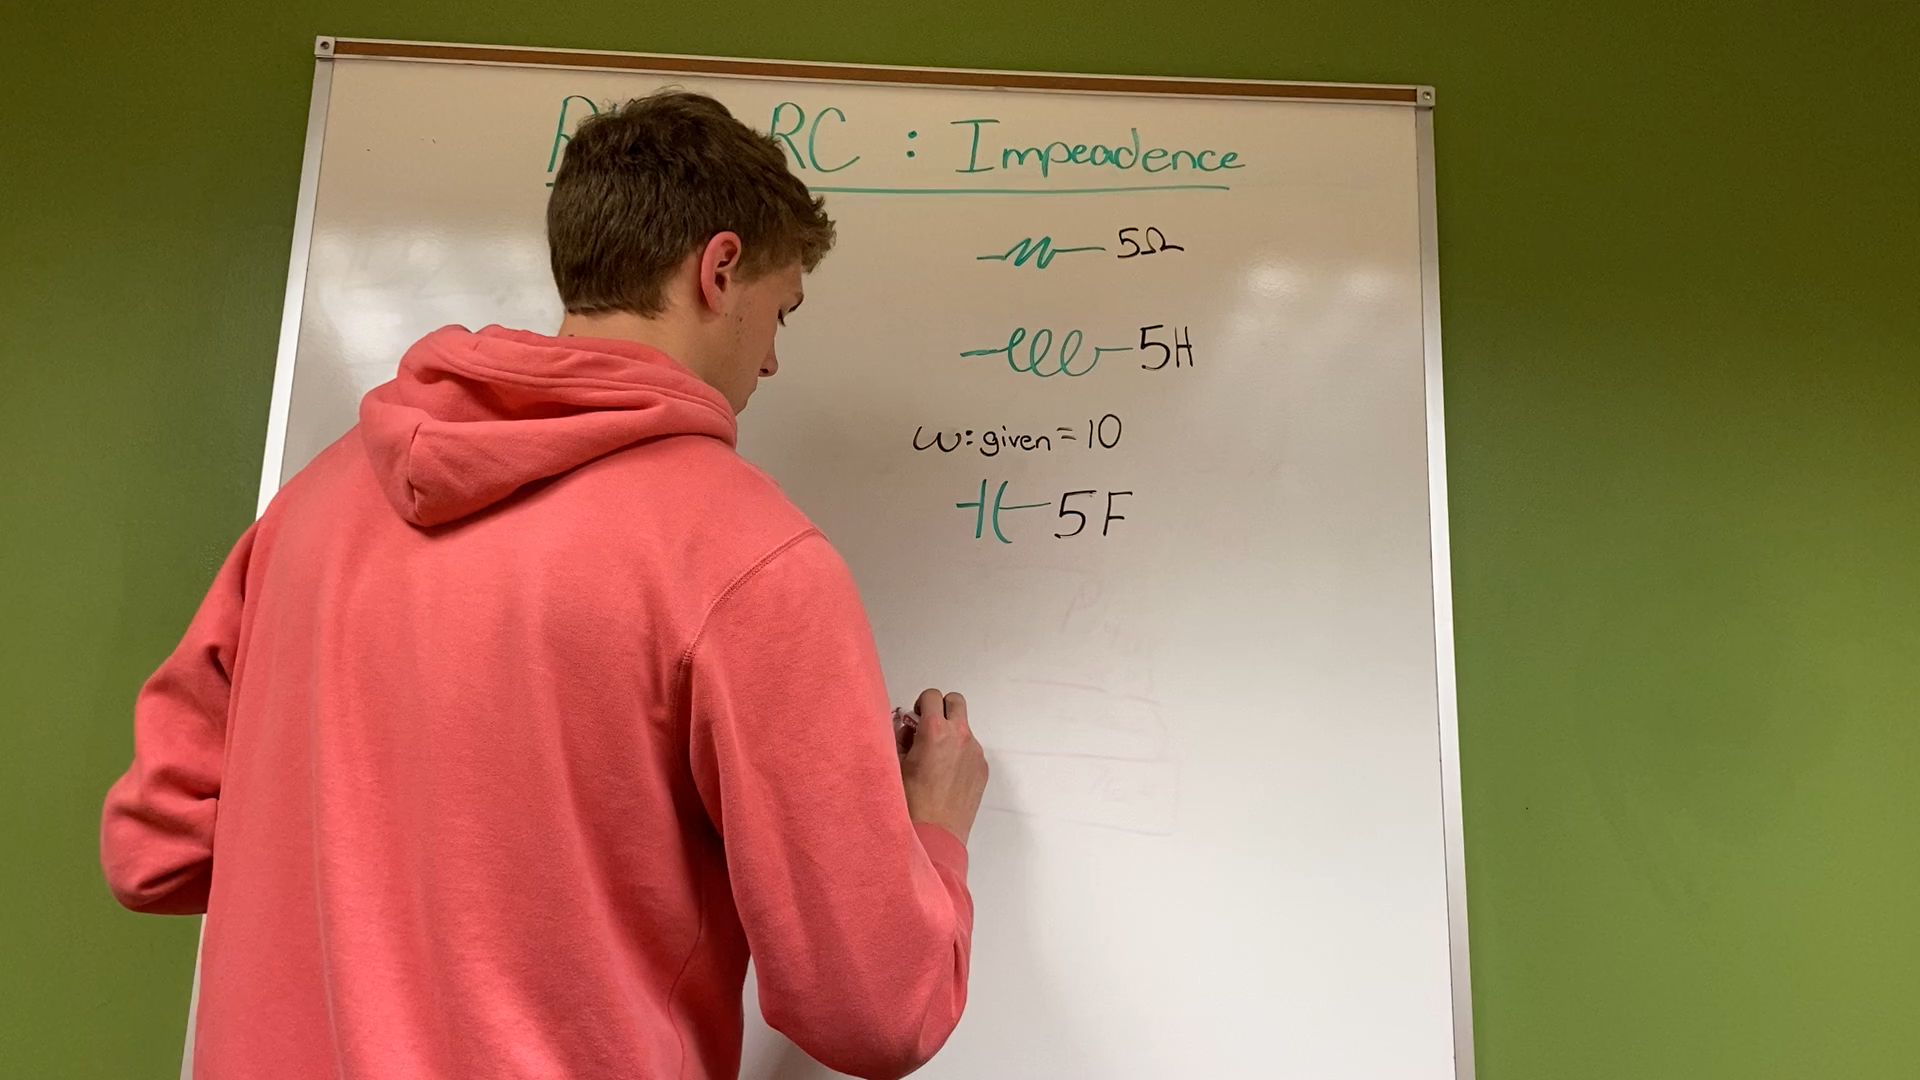 RC : Impeadence
5Ω
5H
ω: given = 10
5F